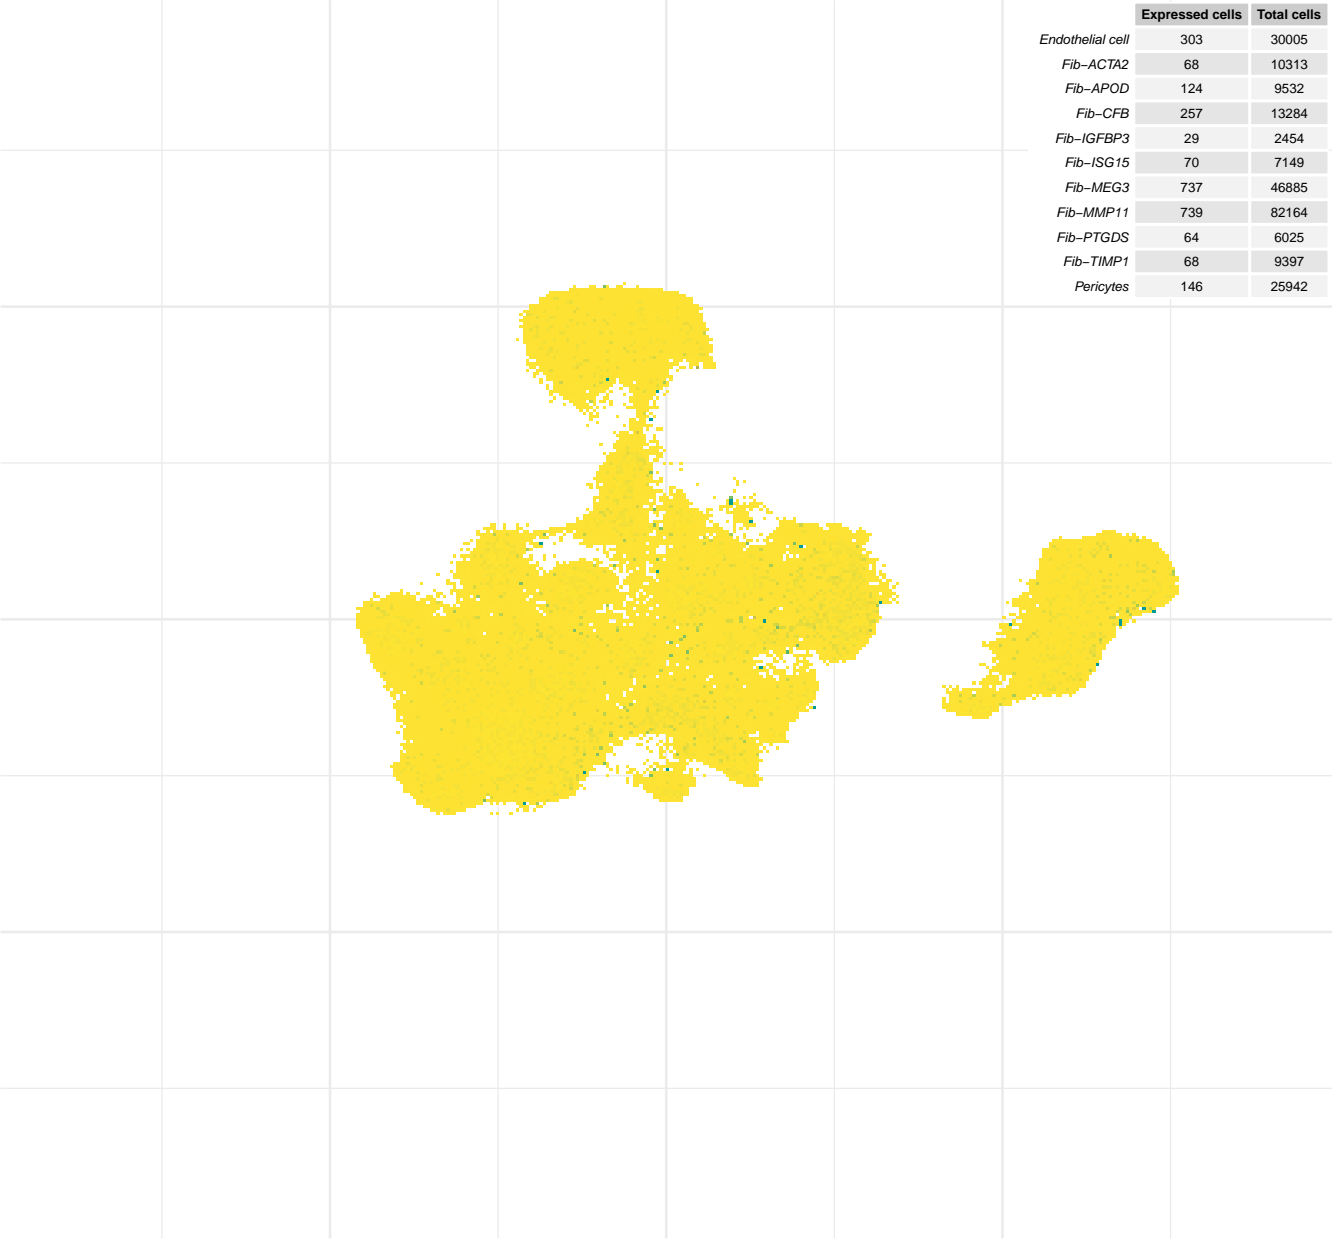 Expressed cells Total cells
Endothelial cell 303 30005
Fib−ACTA2 68 10313
Fib−APOD 124 9532
Fib−CFB 257 13284
Fib−IGFBP3 29 2454
Fib−ISG15 70 7149
Fib−MEG3 737 46885
Fib−MMP11 739 82164
Fib−PTGDS 64 6025
Fib−TIMP1 68 9397
Pericytes 146 25942